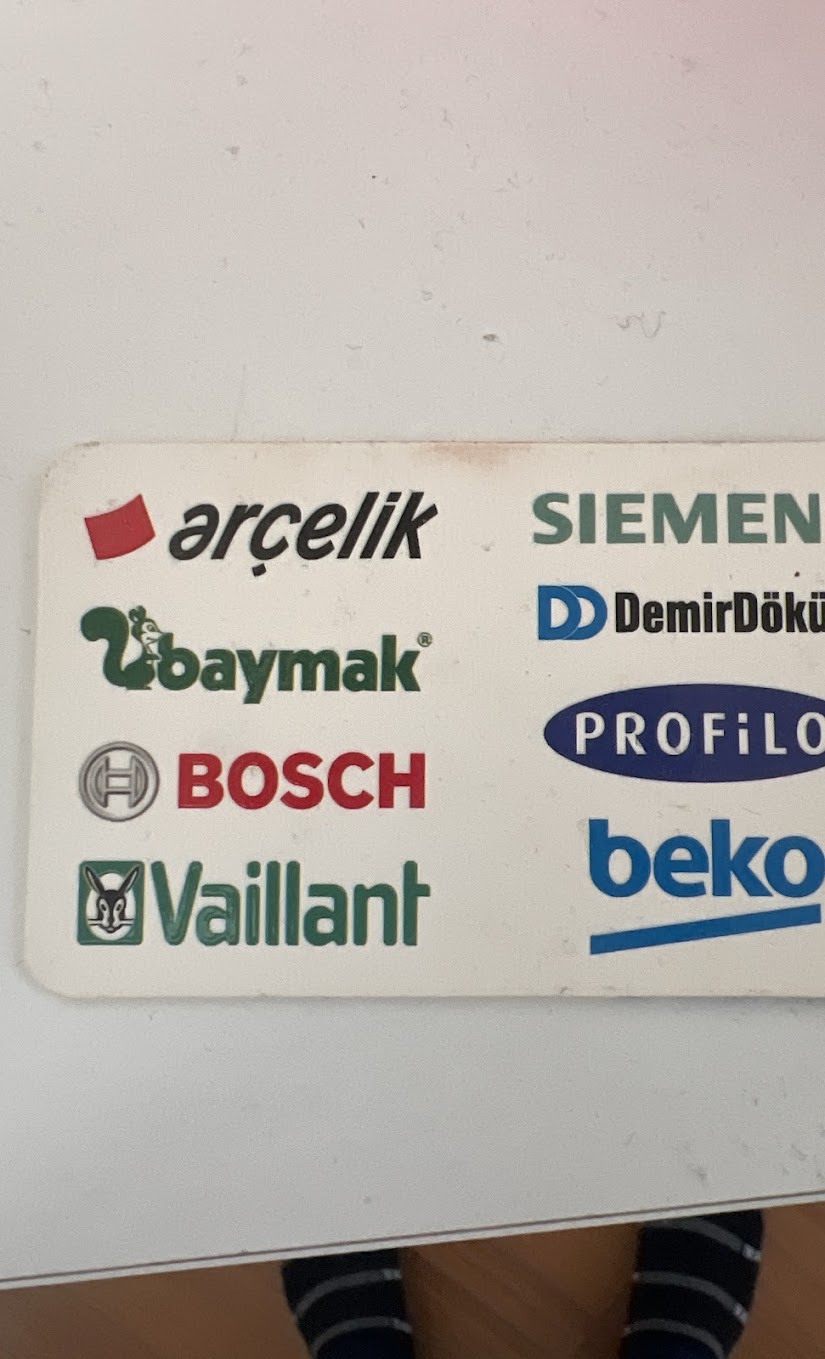 arçelik
SIEMEN
baymak®
DemirDökü
BOSCH
PROFiLO
Vaillant
beko